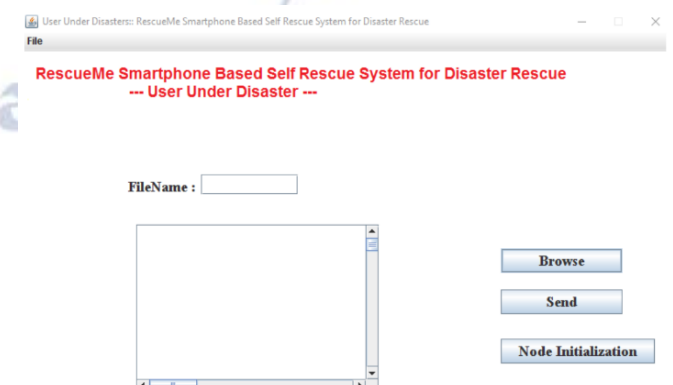 User Under Disasters:: RescueMe Smartphone Based Self Rescue System for Disaster Rescue
File
RescueMe Smartphone Based Self Rescue System for Disaster Rescue
--- User Under Disaster ---
FileName :
Browse
Send
Node Initialization